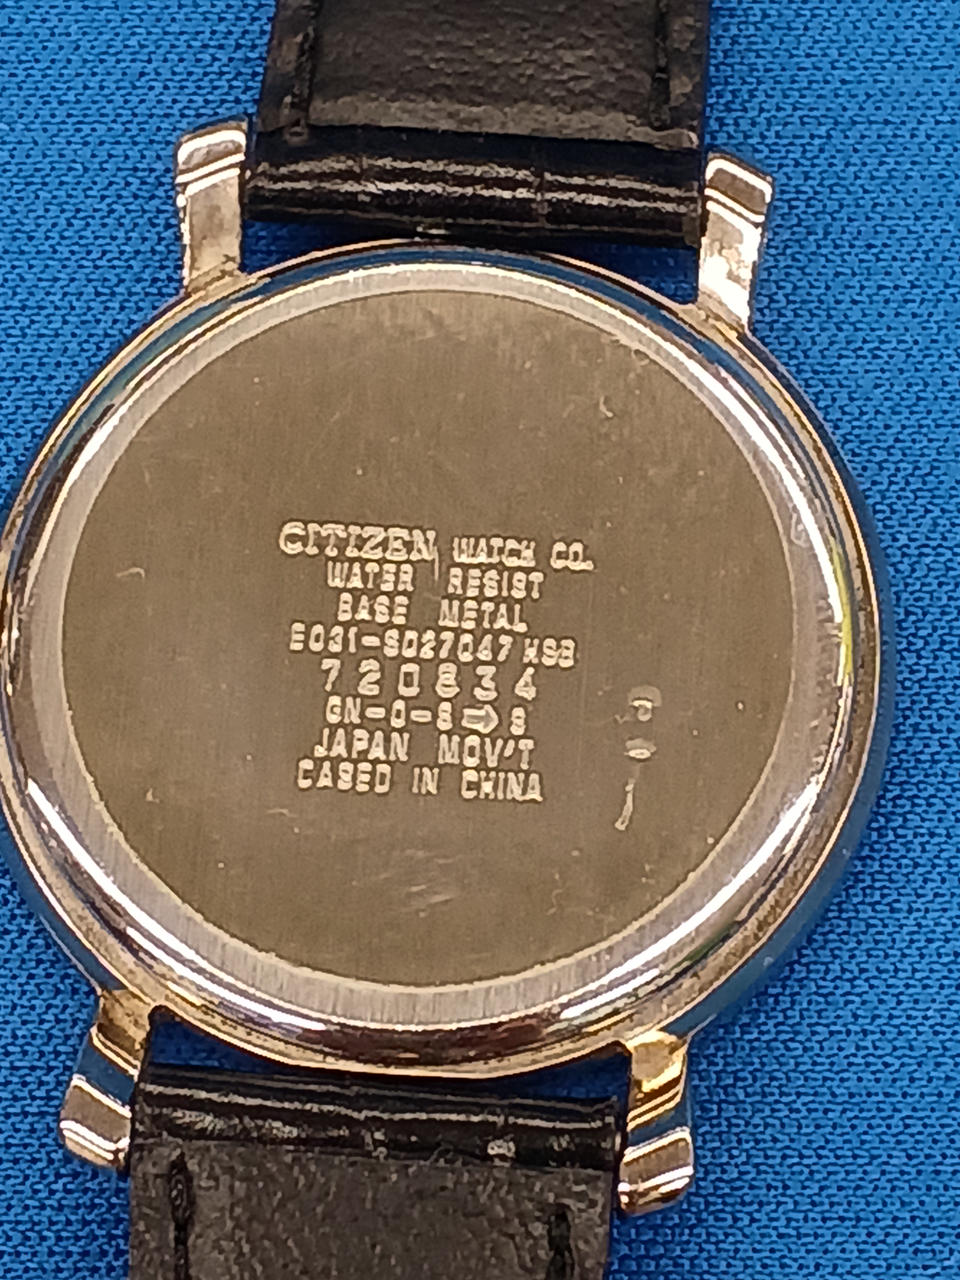 CITIZEN WATCH CO.
WATER RESIST
BASE METAL
E031-S027047 HSB
720834
GN-0-S⇨S
JAPAN MOV'T
CASED IN CHINA